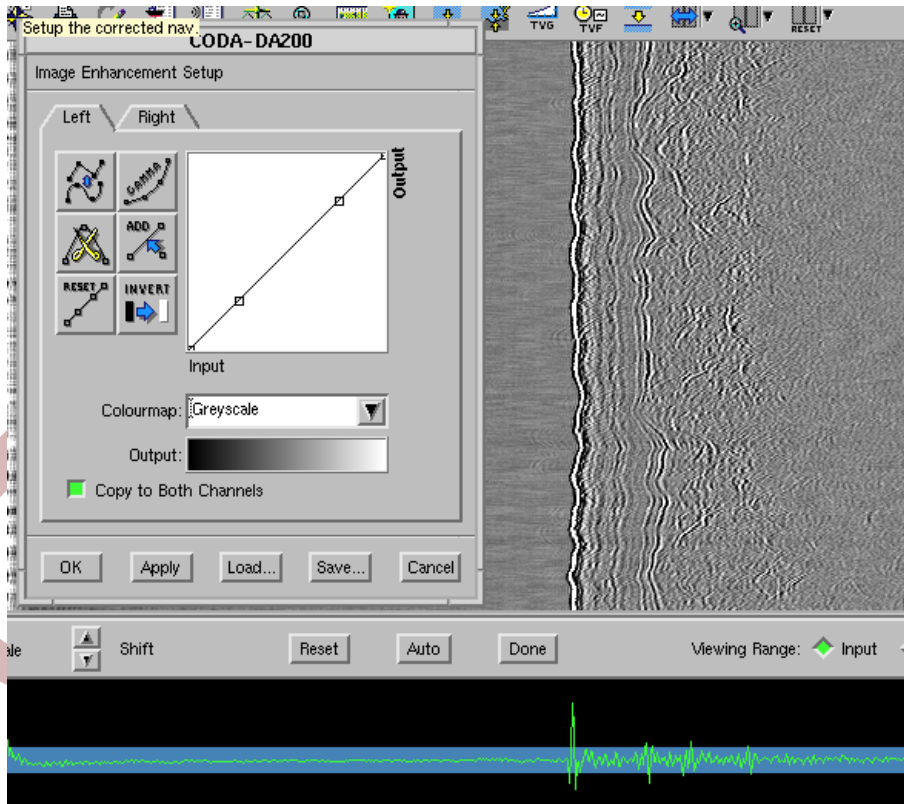 Setup the corrected nav.
TVG
TVF
RESET
CODA-DA200
Image Enhancement Setup
Left
Right
GAMMA
ADD
RESET
INVERT
Output
Input
Colourmap: Greyscale
Output:
Copy to Both Channels
OK
Apply
Load...
Save...
Cancel
ale
Shift
Reset
Auto
Done
Viewing Range:
Input